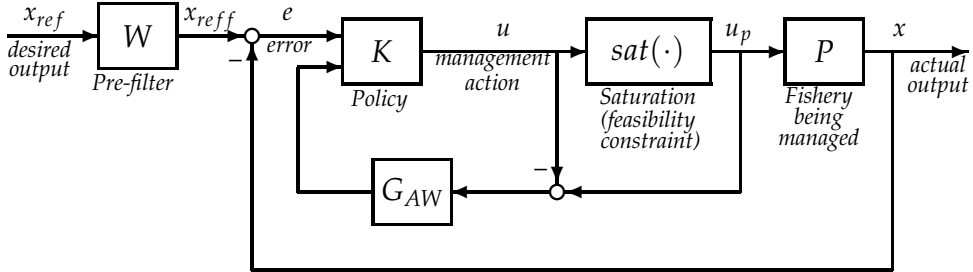 x_ref
desired
output
W
Pre-filter
x_reff
−
e
error
K
Policy
u
management
action
sat(·)
Saturation
(feasibility
constraint)
u_p
P
Fishery
being
managed
x
actual
output
−
G_AW